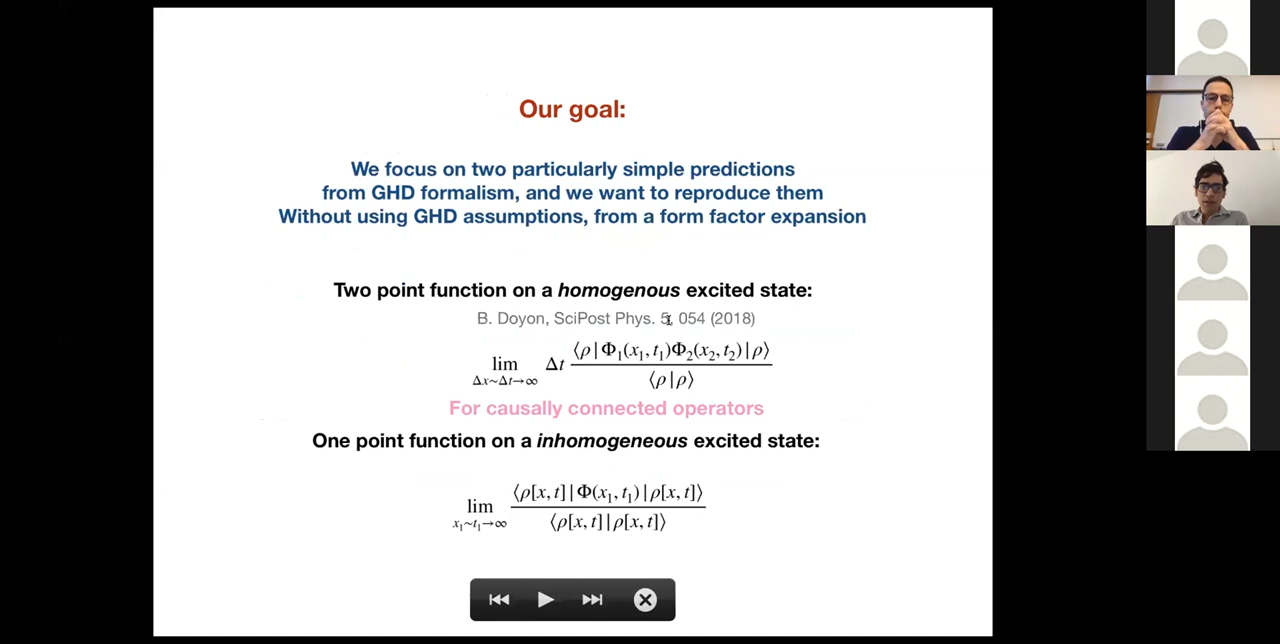 Our goal:
We focus on two particularly simple predictions
from GHD formalism, and we want to reproduce them
Without using GHD assumptions, from a form factor expansion
Two point function on a homogenous excited state:
B. Doyon, SciPost Phys. 5, 054 (2018)
lim_{Δx∼Δt→∞} Δt ⟨ρ|Φ₁(x₁,t₁)Φ₂(x₂,t₂)|ρ⟩ / ⟨ρ|ρ⟩
For causally connected operators
One point function on a inhomogeneous excited state:
lim_{x₁∼t₁→∞} ⟨ρ[x,t]|Φ(x₁,t₁)|ρ[x,t]⟩ / ⟨ρ[x,t]|ρ[x,t]⟩